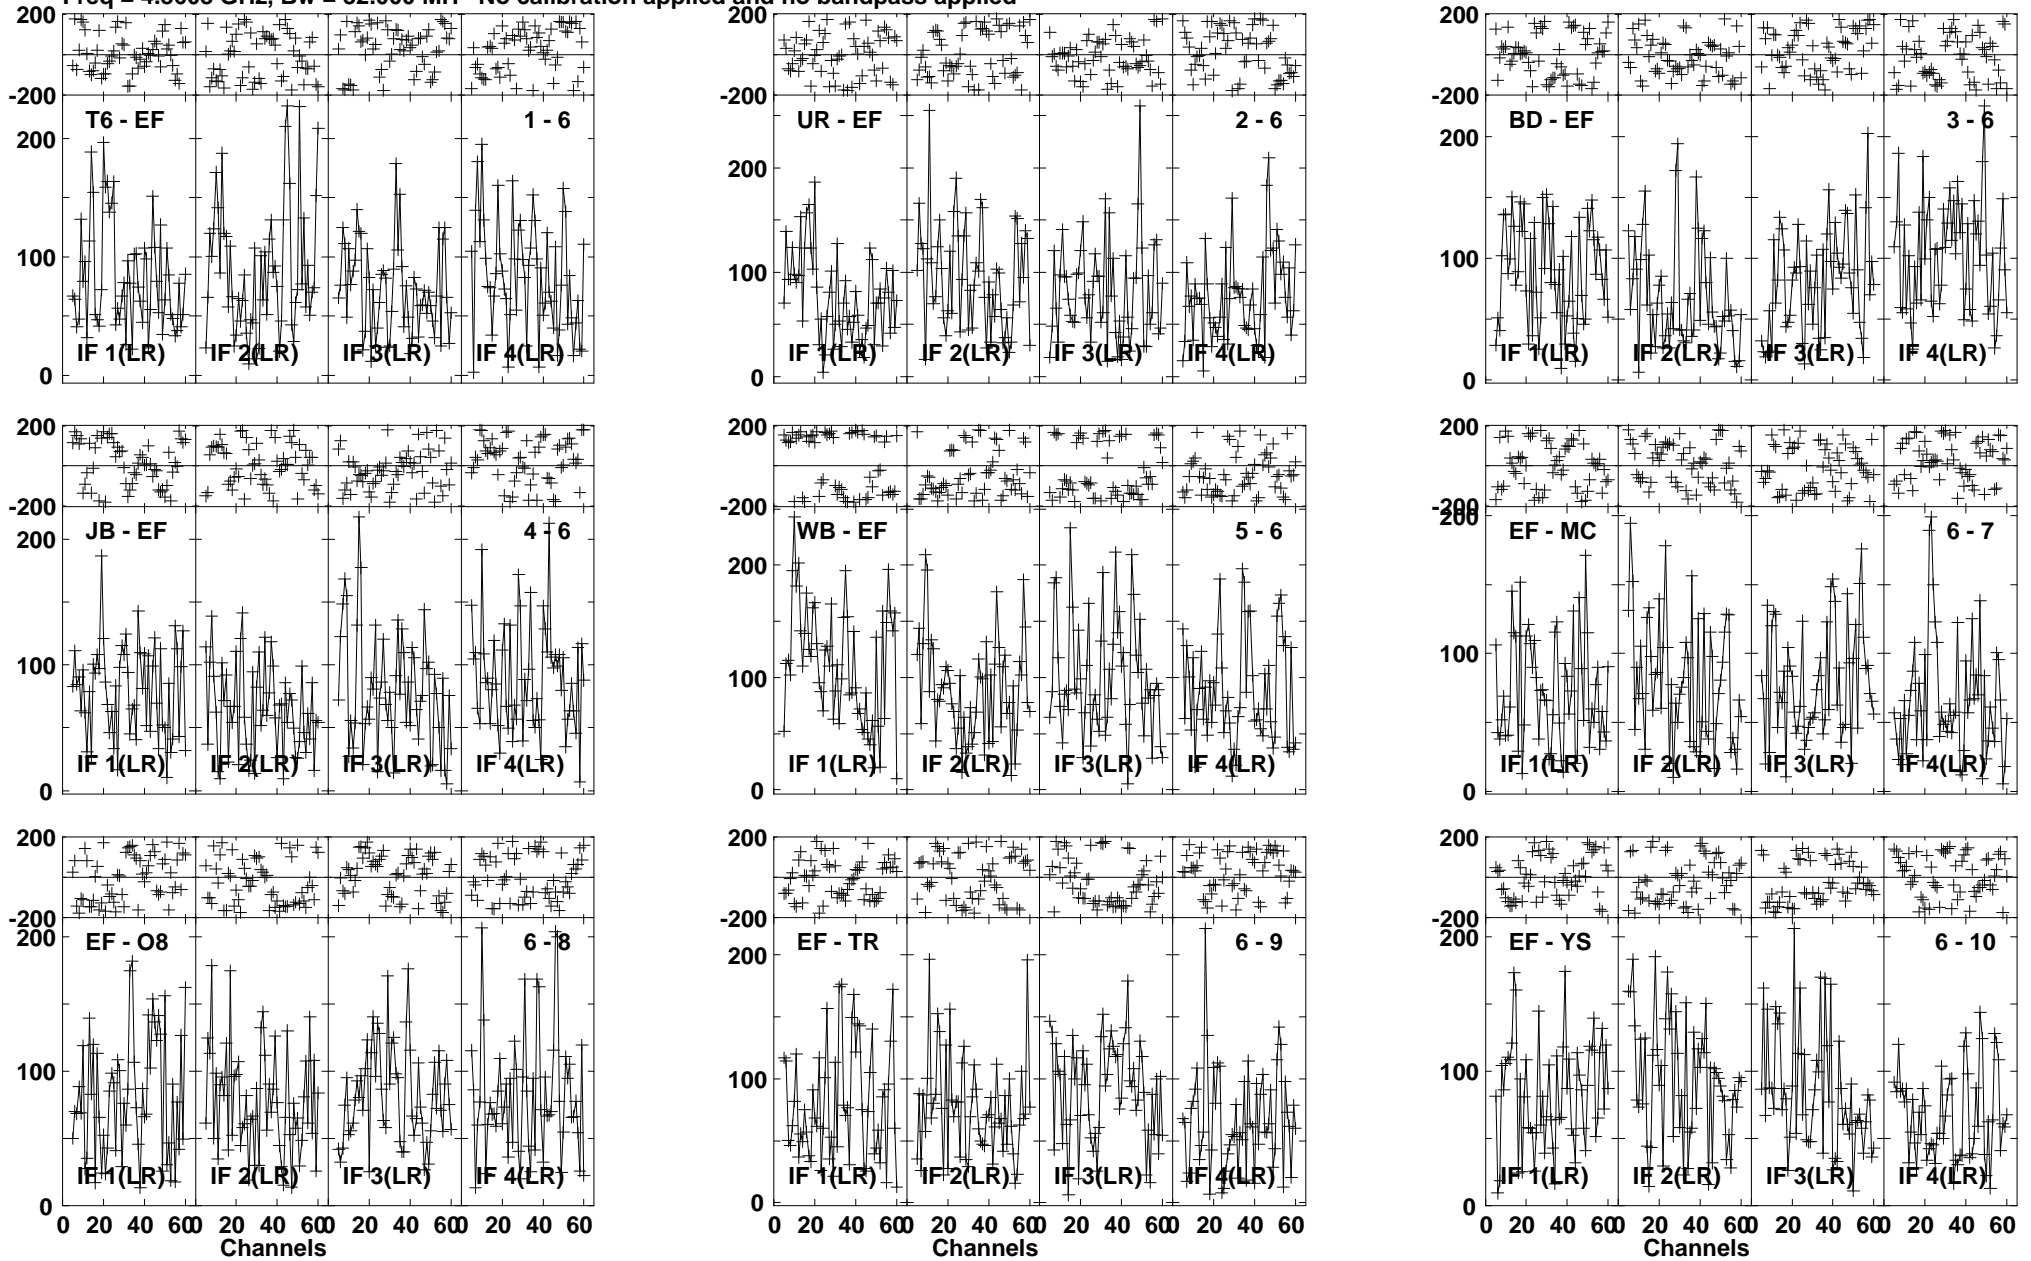 No calibration applied and no bandpass applied
200 200 200
-200 -200 -200
T6 - EF 1 - 6 UR - EF 2 - 6 BD - EF 3 - 6
200 200 200
100 100 100
IF 1(LR) IF 2(LR) IF 3(LR) IF 4(LR) IF 1(LR) IF 2(LR) IF 3(LR) IF 4(LR) IF 1(LR) IF 2(LR) IF 3(LR) IF 4(LR)
0 0 0
200 200 200
-200 -200 -200
JB - EF 4 - 6 WB - EF 5 - 6 EF - MC 6 - 7
200 200 200
100 100 100
IF 1(LR) IF 2(LR) IF 3(LR) IF 4(LR) IF 1(LR) IF 2(LR) IF 3(LR) IF 4(LR) IF 1(LR) IF 2(LR) IF 3(LR) IF 4(LR)
0 0 0
200 200 200
-200 -200 -200
EF - O8 6 - 8 EF - TR 6 - 9 EF - YS 6 - 10
200 200 200
100 100 100
IF 1(LR) IF 2(LR) IF 3(LR) IF 4(LR) IF 1(LR) IF 2(LR) IF 3(LR) IF 4(LR) IF 1(LR) IF 2(LR) IF 3(LR) IF 4(LR)
0 0 0
0 20 40 60 0 20 40 60 0 20 40 60 0 20 40 60 0 20 40 60 0 20 40 60 0 20 40 60 0 20 40 60 0 20 40 60 0 20 40 60 0 20 40 60 0 20 40 60
Channels Channels Channels